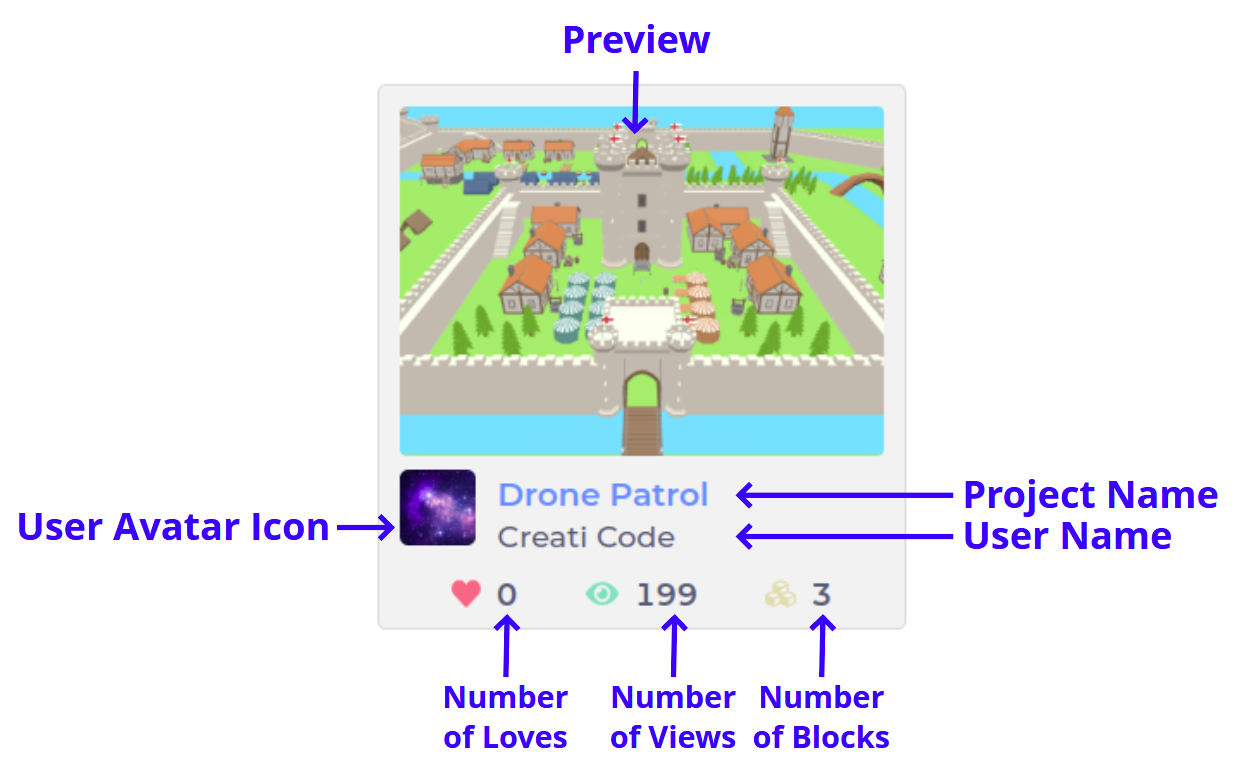 Preview
Drone Patrol
Project Name
User Avatar Icon
Creati Code
User Name
0
199
3
Number
of Loves
Number
of Views
Number
of Blocks